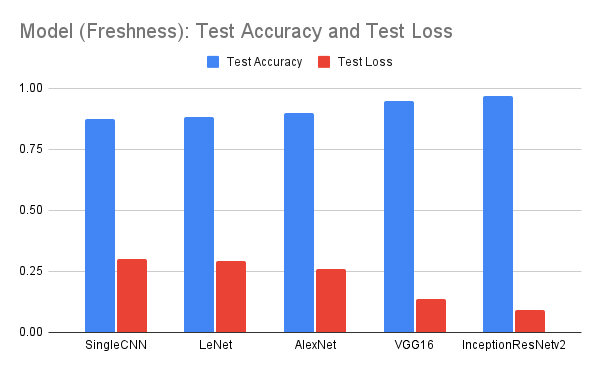 Model (Freshness): Test Accuracy and Test Loss
Test Accuracy Test Loss
1.00
0.75
0.50
0.25
0.00
SingleCNN LeNet AlexNet VGG16 InceptionResNetv2